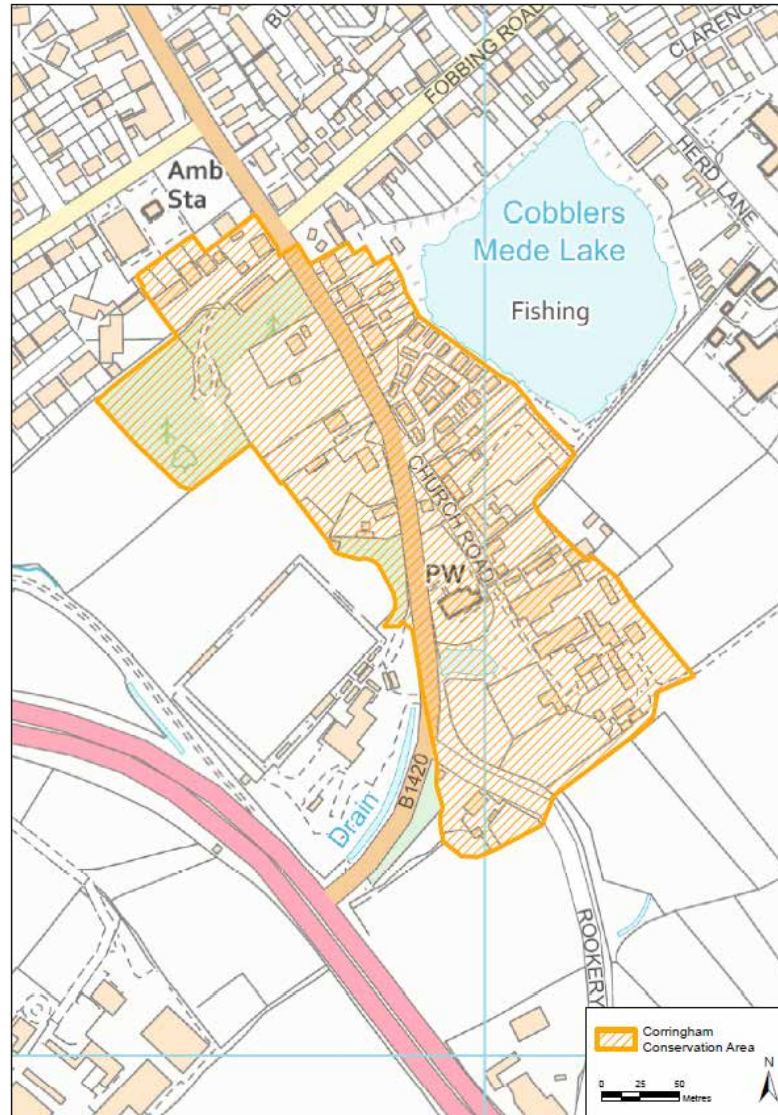 BU
FOBBING ROAD
CLARENCE
HERD LANE
Amb
Sta
Cobblers
Mede Lake
Fishing
CHURCH ROAD
PW
B1420
Drain
ROOKERY
Corringham
Conservation Area
N
0 25 50
Metres